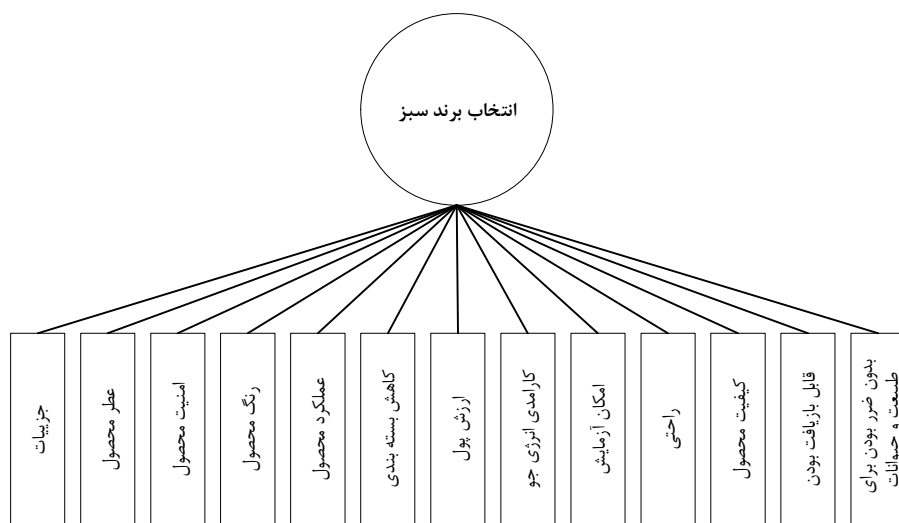 انتخاب برند سبز
بدون ضرر بودن برای
طبیعت و حیوانات
قابل بازیافت بودن
کیفیت محصول
راحتی
امکان آزمایش
کارامدی انرژی جو
ارزش پول
کاهش بسته بندی
عملکرد محصول
رنگ محصول
امنیت محصول
عطر محصول
جزییات